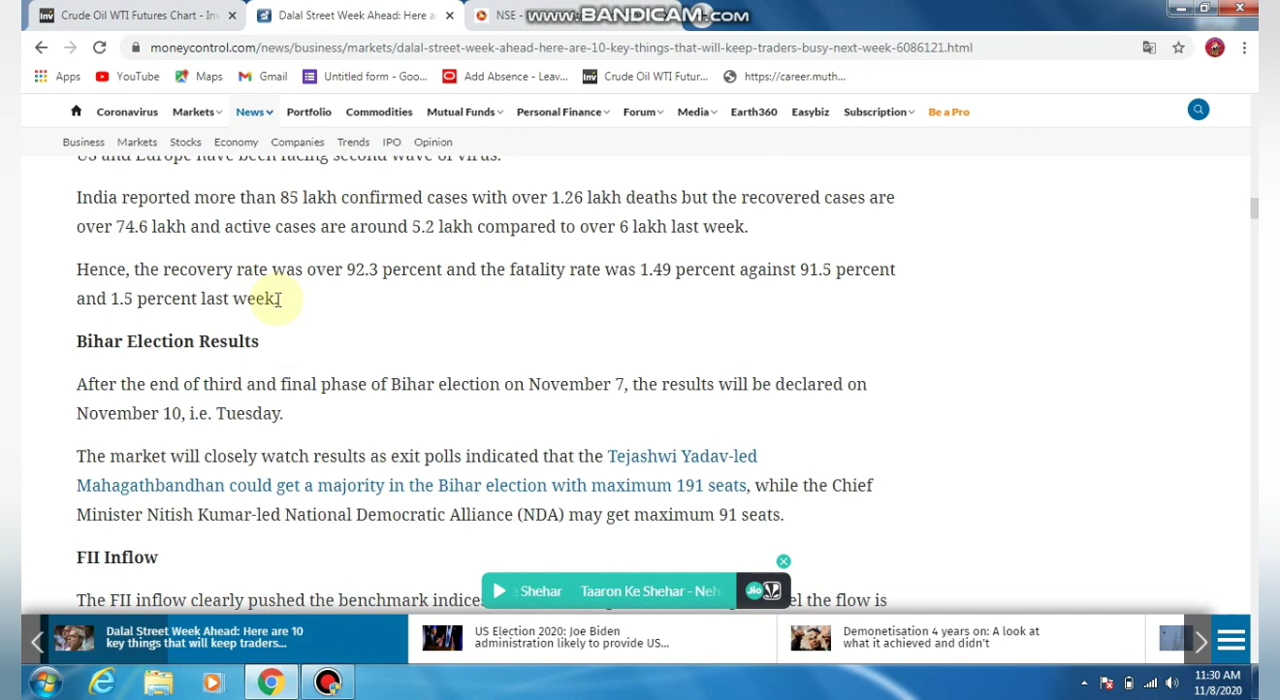 Crude Oil WTI Futures Chart - Inv
Dalal Street Week Ahead: Here a
NSE -
www.BANDICAM.com
moneycontrol.com/news/business/markets/dalal-street-week-ahead-here-are-10-key-things-that-will-keep-traders-busy-next-week-6086121.html
Apps YouTube Maps Gmail Untitled form - Goo... Add Absence - Leav... Crude Oil WTI Futur... https://career.muth...
Coronavirus Markets News Portfolio Commodities Mutual Funds Personal Finance Forum Media Earth360 Easybiz Subscription Be a Pro
Business Markets Stocks Economy Companies Trends IPO Opinion
US and Europe have been facing second wave of virus.
India reported more than 85 lakh confirmed cases with over 1.26 lakh deaths but the recovered cases are
over 74.6 lakh and active cases are around 5.2 lakh compared to over 6 lakh last week.
Hence, the recovery rate was over 92.3 percent and the fatality rate was 1.49 percent against 91.5 percent
and 1.5 percent last week.
Bihar Election Results
After the end of third and final phase of Bihar election on November 7, the results will be declared on
November 10, i.e. Tuesday.
The market will closely watch results as exit polls indicated that the Tejashwi Yadav-led
Mahagathbandhan could get a majority in the Bihar election with maximum 191 seats, while the Chief
Minister Nitish Kumar-led National Democratic Alliance (NDA) may get maximum 91 seats.
FII Inflow
Shehar Taaron Ke Shehar - Neh
Jio
The FII inflow clearly pushed the benchmark indices the flow is
Dalal Street Week Ahead: Here are 10
key things that will keep traders...
US Election 2020: Joe Biden
administration likely to provide US...
Demonetisation 4 years on: A look at
what it achieved and didn't
11:30 AM
11/8/2020